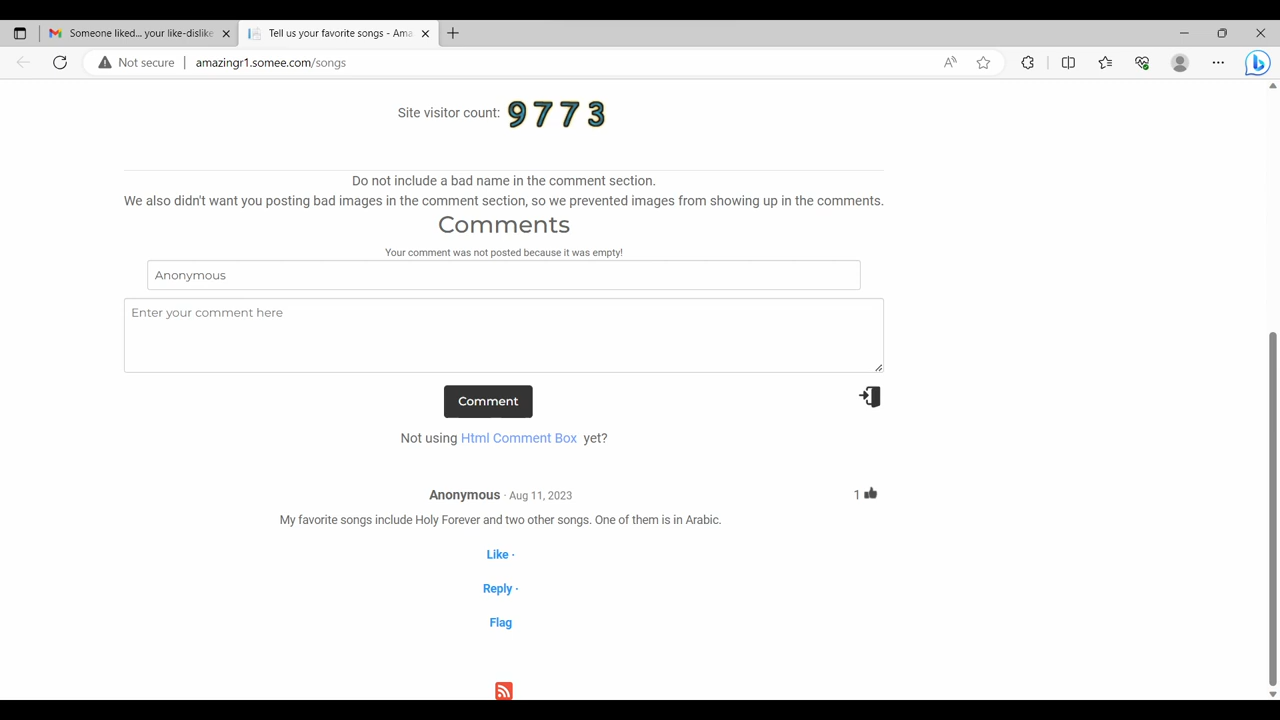 Someone liked... your like-dislike
Tell us your favorite songs - Ama
Not secure
amazingr1.somee.com/songs
Site visitor count: 9773
Do not include a bad name in the comment section.
We also didn't want you posting bad images in the comment section, so we prevented images from showing up in the comments.
Comments
Your comment was not posted because it was empty!
Anonymous
Enter your comment here
Comment
Not using Html Comment Box yet?
Anonymous · Aug 11, 2023
1
My favorite songs include Holy Forever and two other songs. One of them is in Arabic.
Like ·
Reply ·
Flag